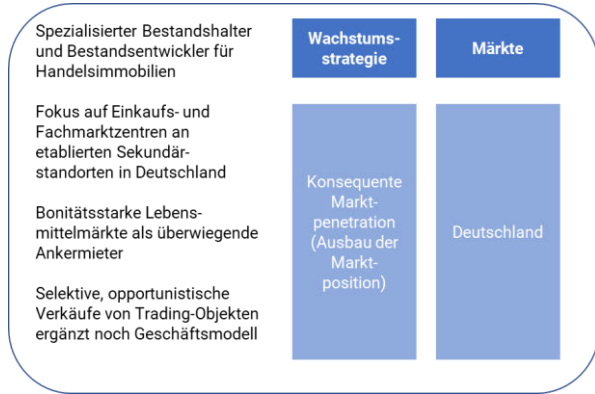 Spezialisierter Bestandshalter
und Bestandsentwickler für
Handelsimmobilien
Fokus auf Einkaufs- und
Fachmarktzentren an
etablierten Sekundär-
standorten in Deutschland
Bonitätsstarke Lebens-
mittelmärkte als überwiegende
Ankermieter
Selektive, opportunistische
Verkäufe von Trading-Objekten
ergänzt noch Geschäftsmodell
Wachstums-
strategie
Konsequente
Markt-
penetration
(Ausbau der
Markt-
position)
Märkte
Deutschland